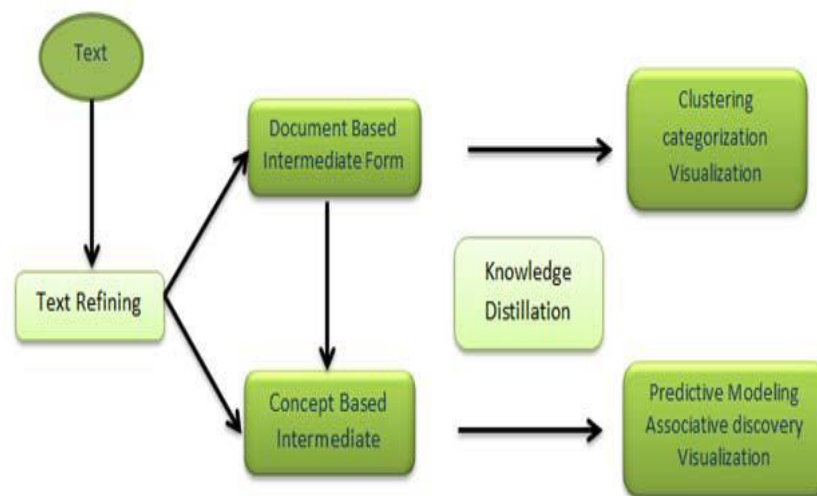 Text
Document Based
Intermediate Form
Clustering
categorization
Visualization
Text Refining
Knowledge
Distillation
Concept Based
Intermediate
Predictive Modeling
Associative discovery
Visualization